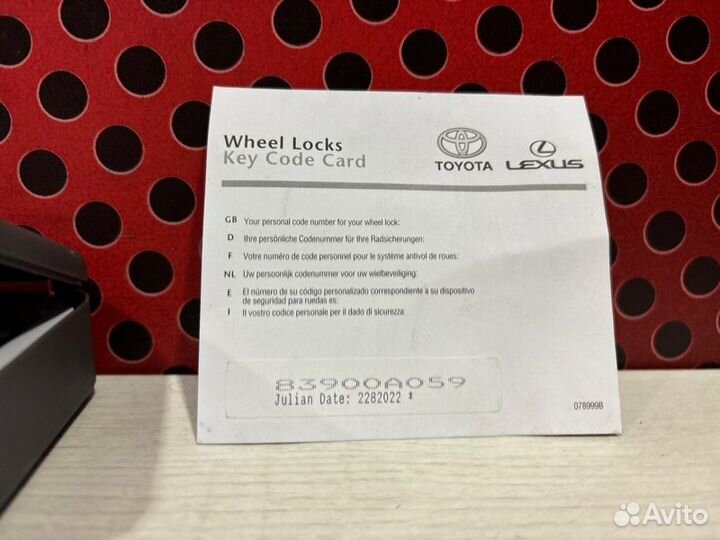 Wheel Locks
Key Code Card
TOYOTA LEXUS
GB Your personal code number for your wheel lock:
D Ihre persönliche Codenummer für Ihre Radsicherungen:
F Votre numéro de code personnel pour le système antivol de roues:
NL Uw persoonlijk codenummer voor uw wielbeveiliging:
E El número de su código personalizado correspondiente a su dispositivo
de seguridad para ruedas es:
I Il vostro codice personale per il dado di sicurezza:
83900A059
Julian Date: 2282022 *
078999B
Avito